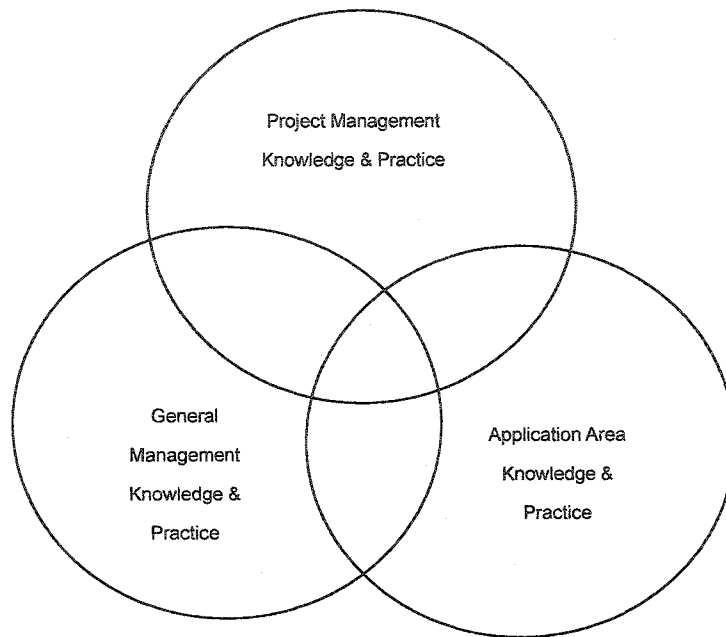 Project Management
Knowledge & Practice
General
Management
Knowledge &
Practice
Application Area
Knowledge &
Practice